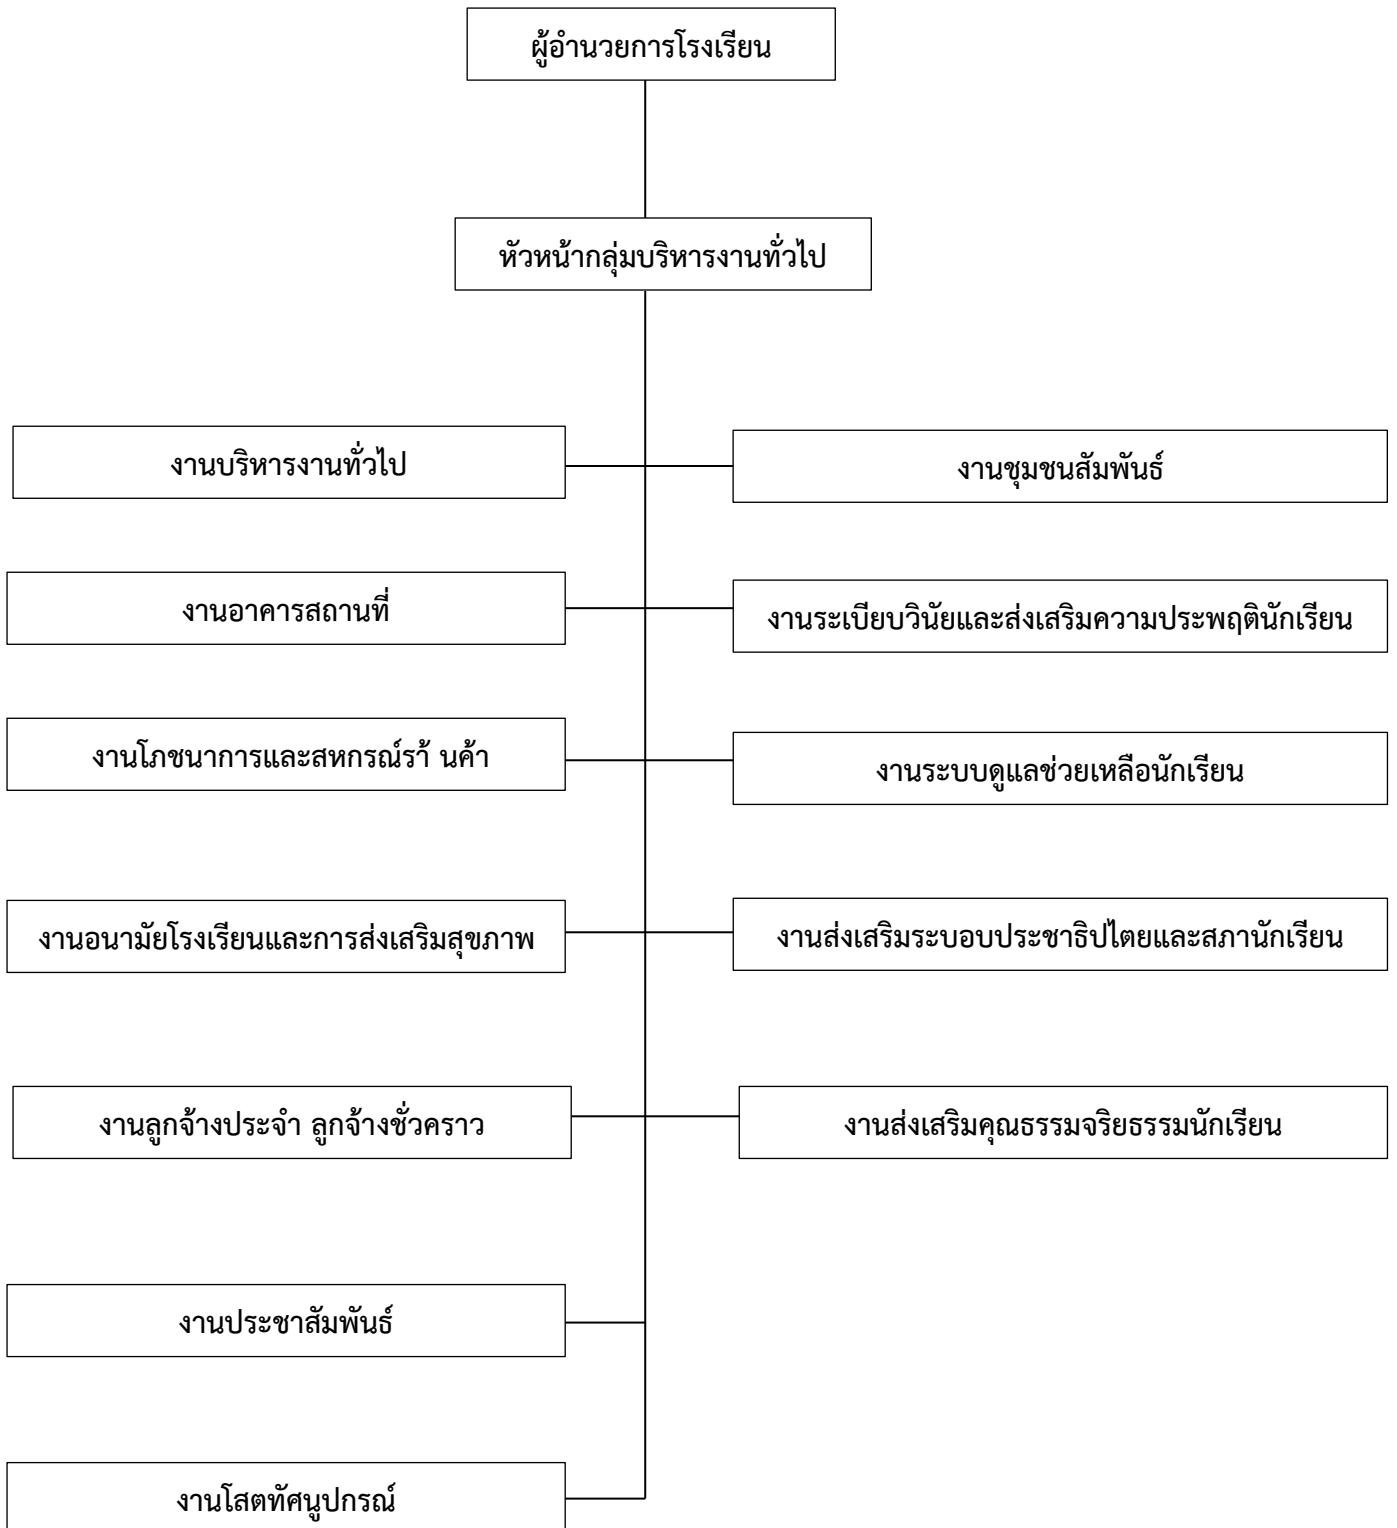 ผู้อำนวยการโรงเรียน
หัวหน้ากลุ่มบริหารงานทั่วไป
งานบริหารงานทั่วไป
งานชุมชนสัมพันธ์
งานอาคารสถานที่
งานระเบียบวินัยและส่งเสริมความประพฤตินักเรียน
งานโภชนาการและสหกรณ์รา้ นค้า
งานระบบดูแลช่วยเหลือนักเรียน
งานอนามัยโรงเรียนและการส่งเสริมสุขภาพ
งานส่งเสริมระบอบประชาธิปไตยและสภานักเรียน
งานลูกจ้างประจำ ลูกจ้างชั่วคราว
งานส่งเสริมคุณธรรมจริยธรรมนักเรียน
งานประชาสัมพันธ์
งานโสตทัศนูปกรณ์